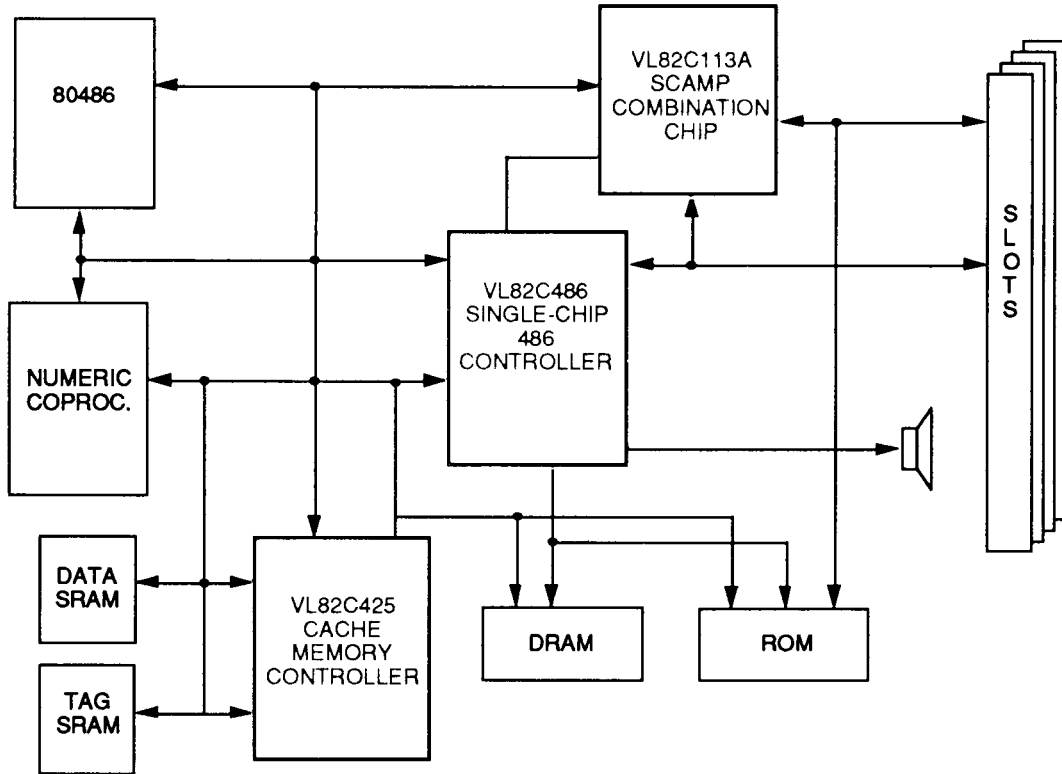 80486
VL82C113A
SCAMP
COMBINATION
CHIP
SLOTS
VL82C486
SINGLE-CHIP
486
CONTROLLER
NUMERIC
COPROC.
DATA
SRAM
VL82C425
CACHE
MEMORY
CONTROLLER
DRAM
ROM
TAG
SRAM